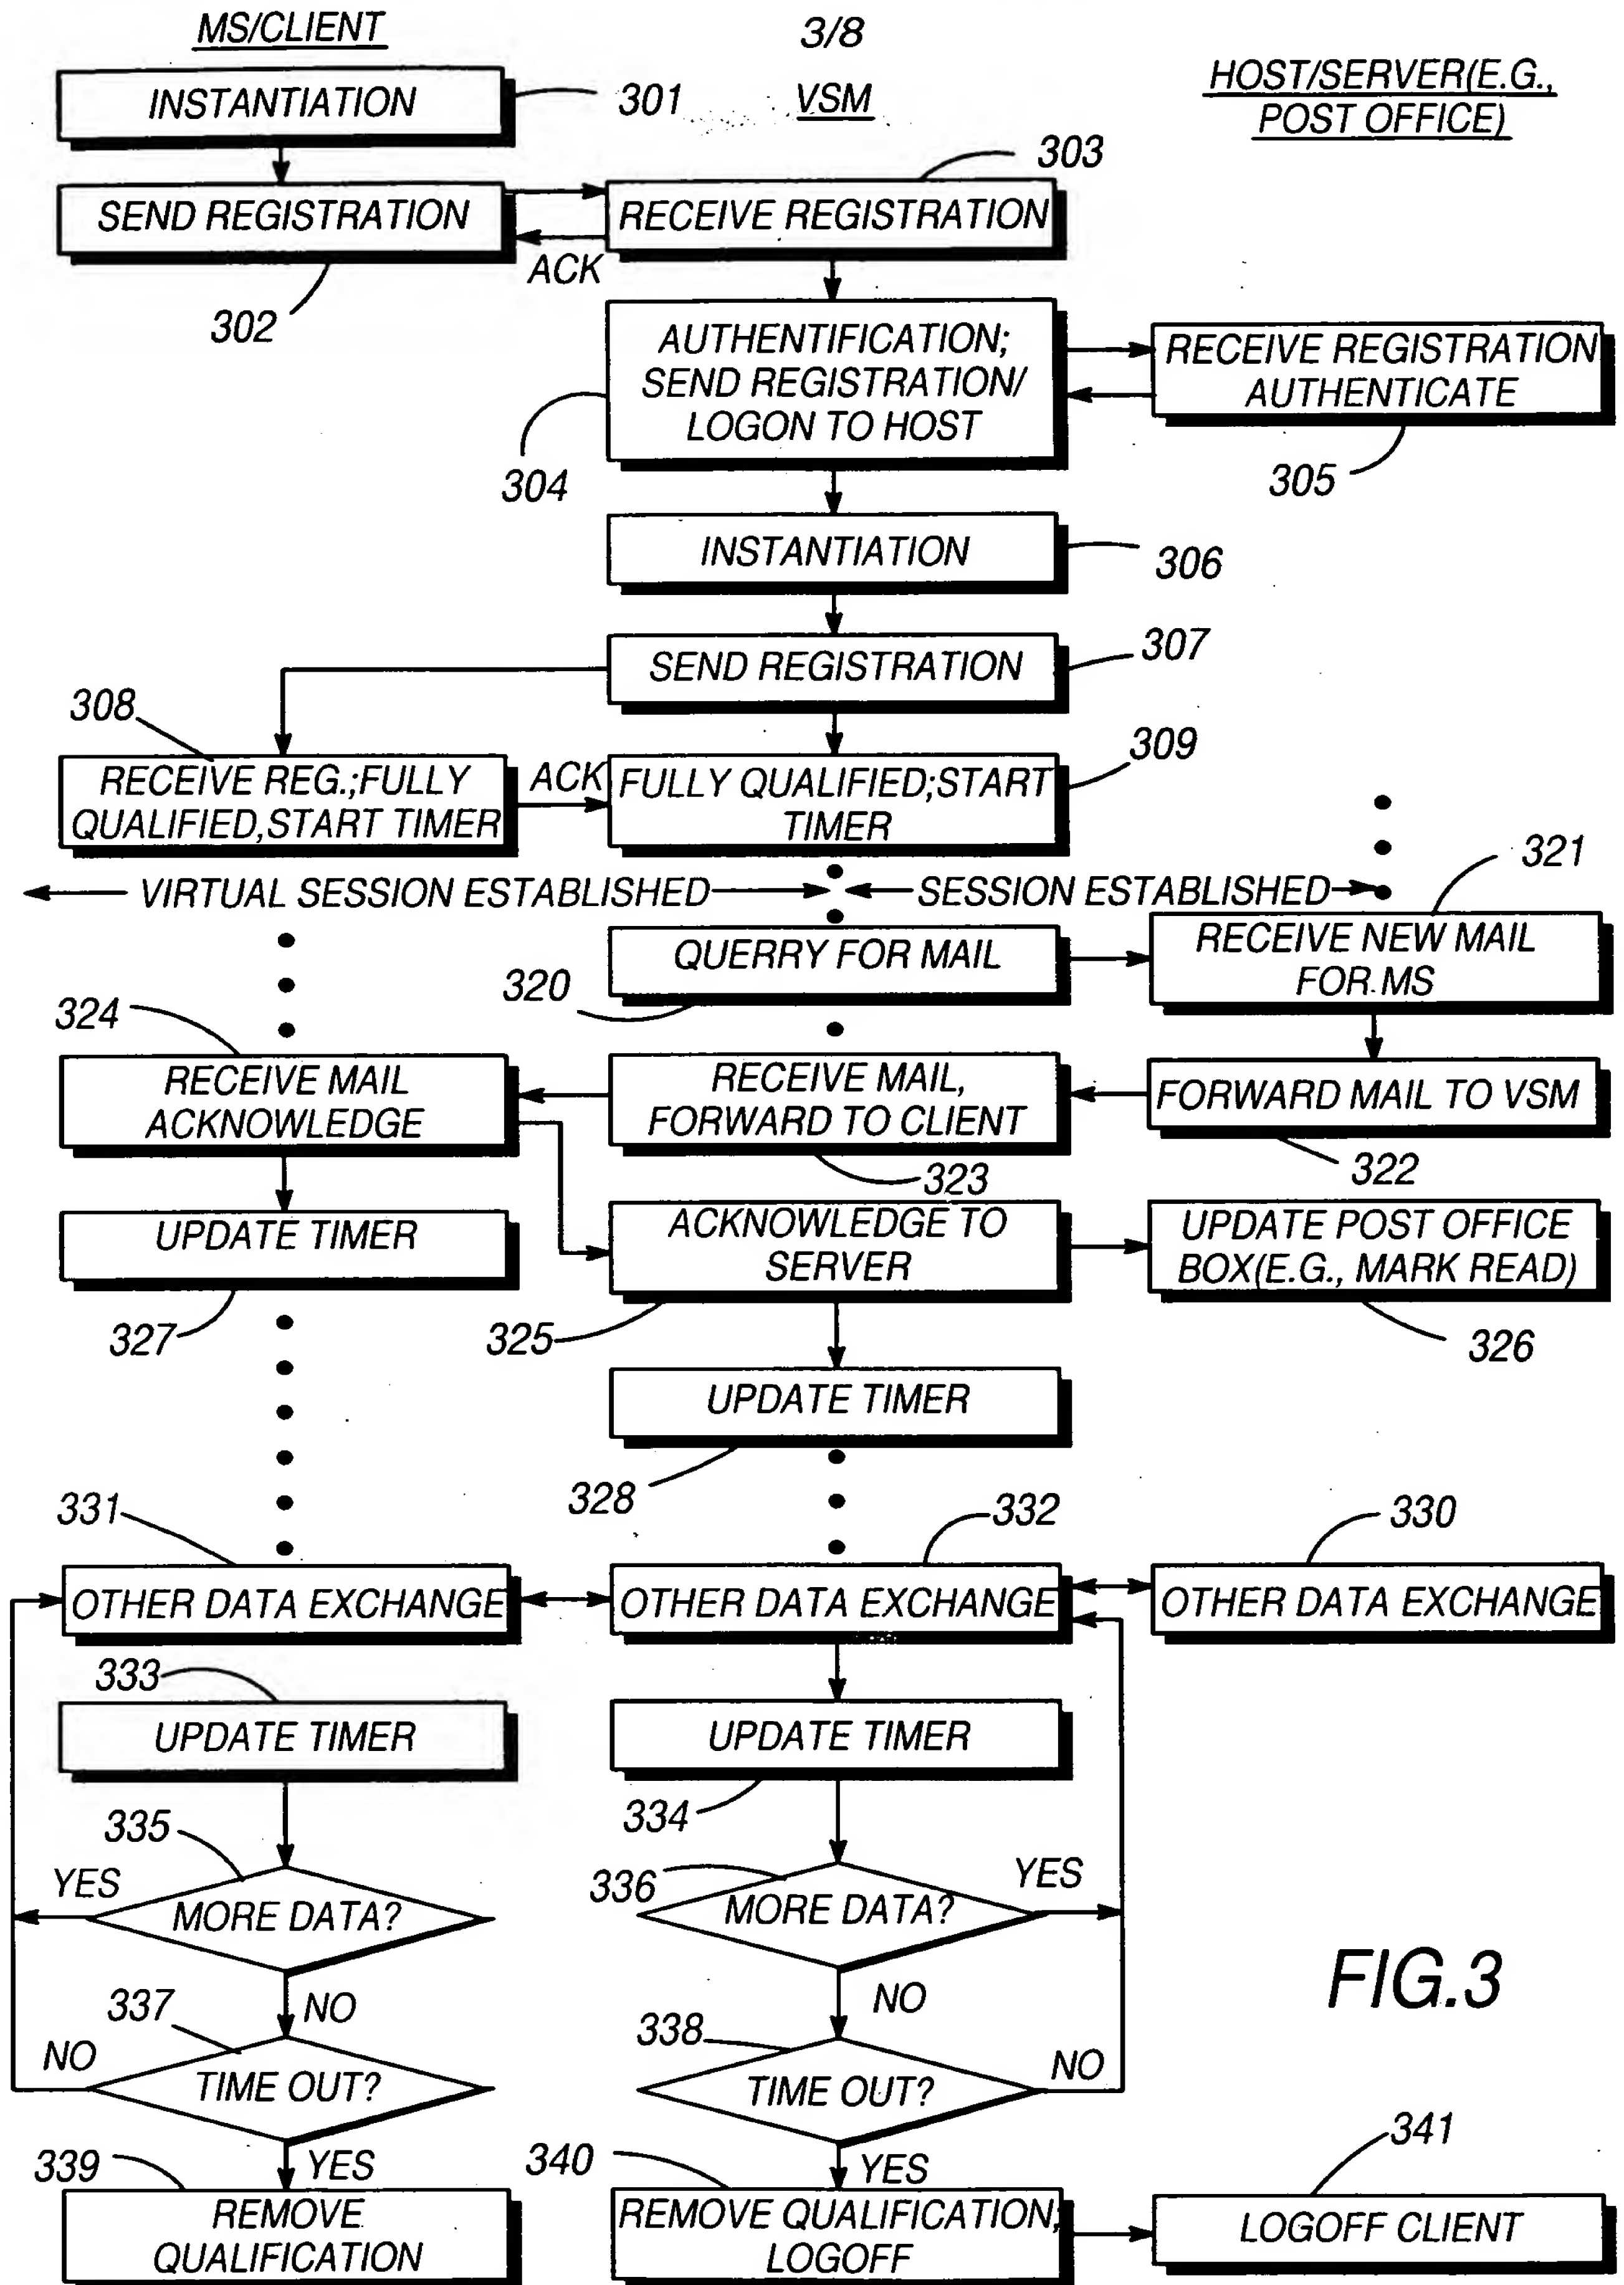 MS/CLIENT
3/8
VSM
HOST/SERVER(E.G.,
POST OFFICE)
INSTANTIATION
301
303
SEND REGISTRATION
RECEIVE REGISTRATION
ACK
302
AUTHENTIFICATION;
SEND REGISTRATION/
LOGON TO HOST
RECEIVE REGISTRATION
AUTHENTICATE
304
305
INSTANTIATION
306
SEND REGISTRATION
307
308
309
RECEIVE REG.;FULLY
QUALIFIED,START TIMER
ACK
FULLY QUALIFIED;START
TIMER
321
VIRTUAL SESSION ESTABLISHED
SESSION ESTABLISHED
QUERRY FOR MAIL
RECEIVE NEW MAIL
FOR MS
320
324
RECEIVE MAIL
ACKNOWLEDGE
RECEIVE MAIL,
FORWARD TO CLIENT
FORWARD MAIL TO VSM
323
322
UPDATE TIMER
ACKNOWLEDGE TO
SERVER
UPDATE POST OFFICE
BOX(E.G., MARK READ)
327
325
326
UPDATE TIMER
328
331
332
330
OTHER DATA EXCHANGE
OTHER DATA EXCHANGE
OTHER DATA EXCHANGE
333
UPDATE TIMER
UPDATE TIMER
334
335
336
YES
MORE DATA?
MORE DATA?
YES
FIG.3
337
NO
NO
338
NO
TIME OUT?
TIME OUT?
NO
341
339
YES
340
YES
REMOVE
QUALIFICATION
REMOVE QUALIFICATION,
LOGOFF
LOGOFF CLIENT